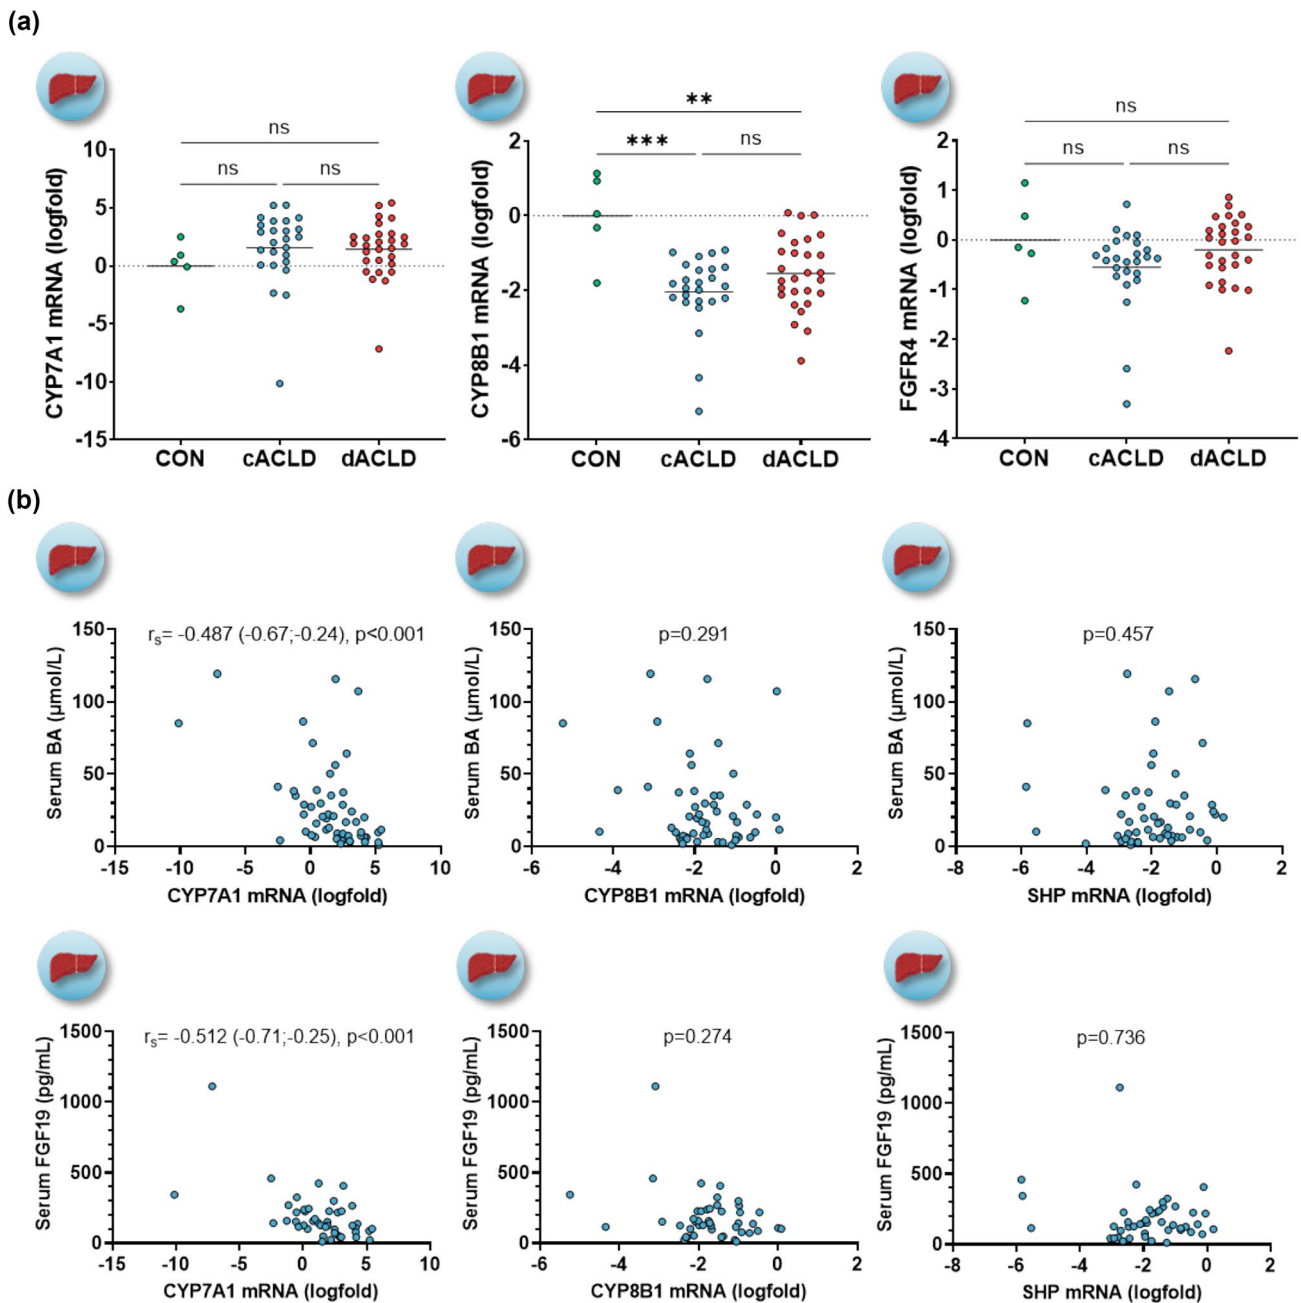 (a)
ns
ns
ns
CYP7A1 mRNA (logfold)
10
5
0
-5
-10
-15
CON
cACLD
dACLD
**
***
ns
CYP8B1 mRNA (logfold)
2
0
-2
-4
-6
CON
cACLD
dACLD
ns
ns
ns
FGFR4 mRNA (logfold)
2
1
0
-1
-2
-3
-4
CON
cACLD
dACLD
(b)
rs= -0.487 (-0.67;-0.24), p<0.001
Serum BA (µmol/L)
150
100
50
0
-15
-10
-5
0
5
10
CYP7A1 mRNA (logfold)
p=0.291
Serum BA (µmol/L)
150
100
50
0
-6
-4
-2
0
2
CYP8B1 mRNA (logfold)
p=0.457
Serum BA (µmol/L)
150
100
50
0
-8
-6
-4
-2
0
2
SHP mRNA (logfold)
rs= -0.512 (-0.71;-0.25), p<0.001
Serum FGF19 (pg/mL)
1500
1000
500
0
-15
-10
-5
0
5
10
CYP7A1 mRNA (logfold)
p=0.274
Serum FGF19 (pg/mL)
1500
1000
500
0
-6
-4
-2
0
2
CYP8B1 mRNA (logfold)
p=0.736
Serum FGF19 (pg/mL)
1500
1000
500
0
-8
-6
-4
-2
0
2
SHP mRNA (logfold)